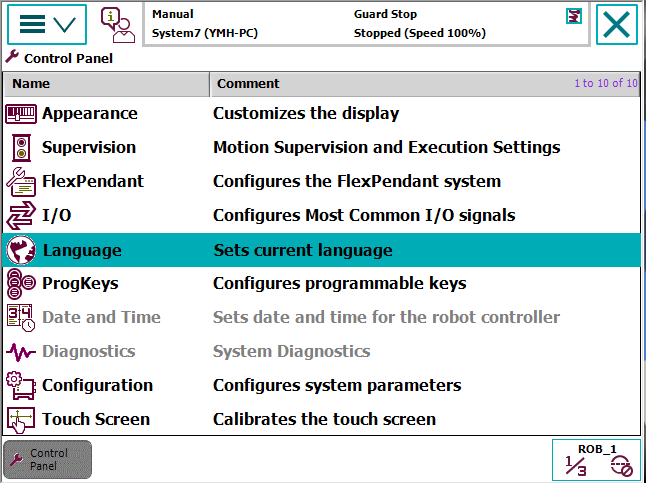 Manual Guard Stop
System7 (YMH-PC) Stopped (Speed 100%)
Control Panel
Name Comment 1 to 10 of 10
Appearance Customizes the display
Supervision Motion Supervision and Execution Settings
FlexPendant Configures the FlexPendant system
I/O Configures Most Common I/O signals
Language Sets current language
ProgKeys Configures programmable keys
Date and Time Sets date and time for the robot controller
Diagnostics System Diagnostics
Configuration Configures system parameters
Touch Screen Calibrates the touch screen
Control
Panel
ROB_1
1/3